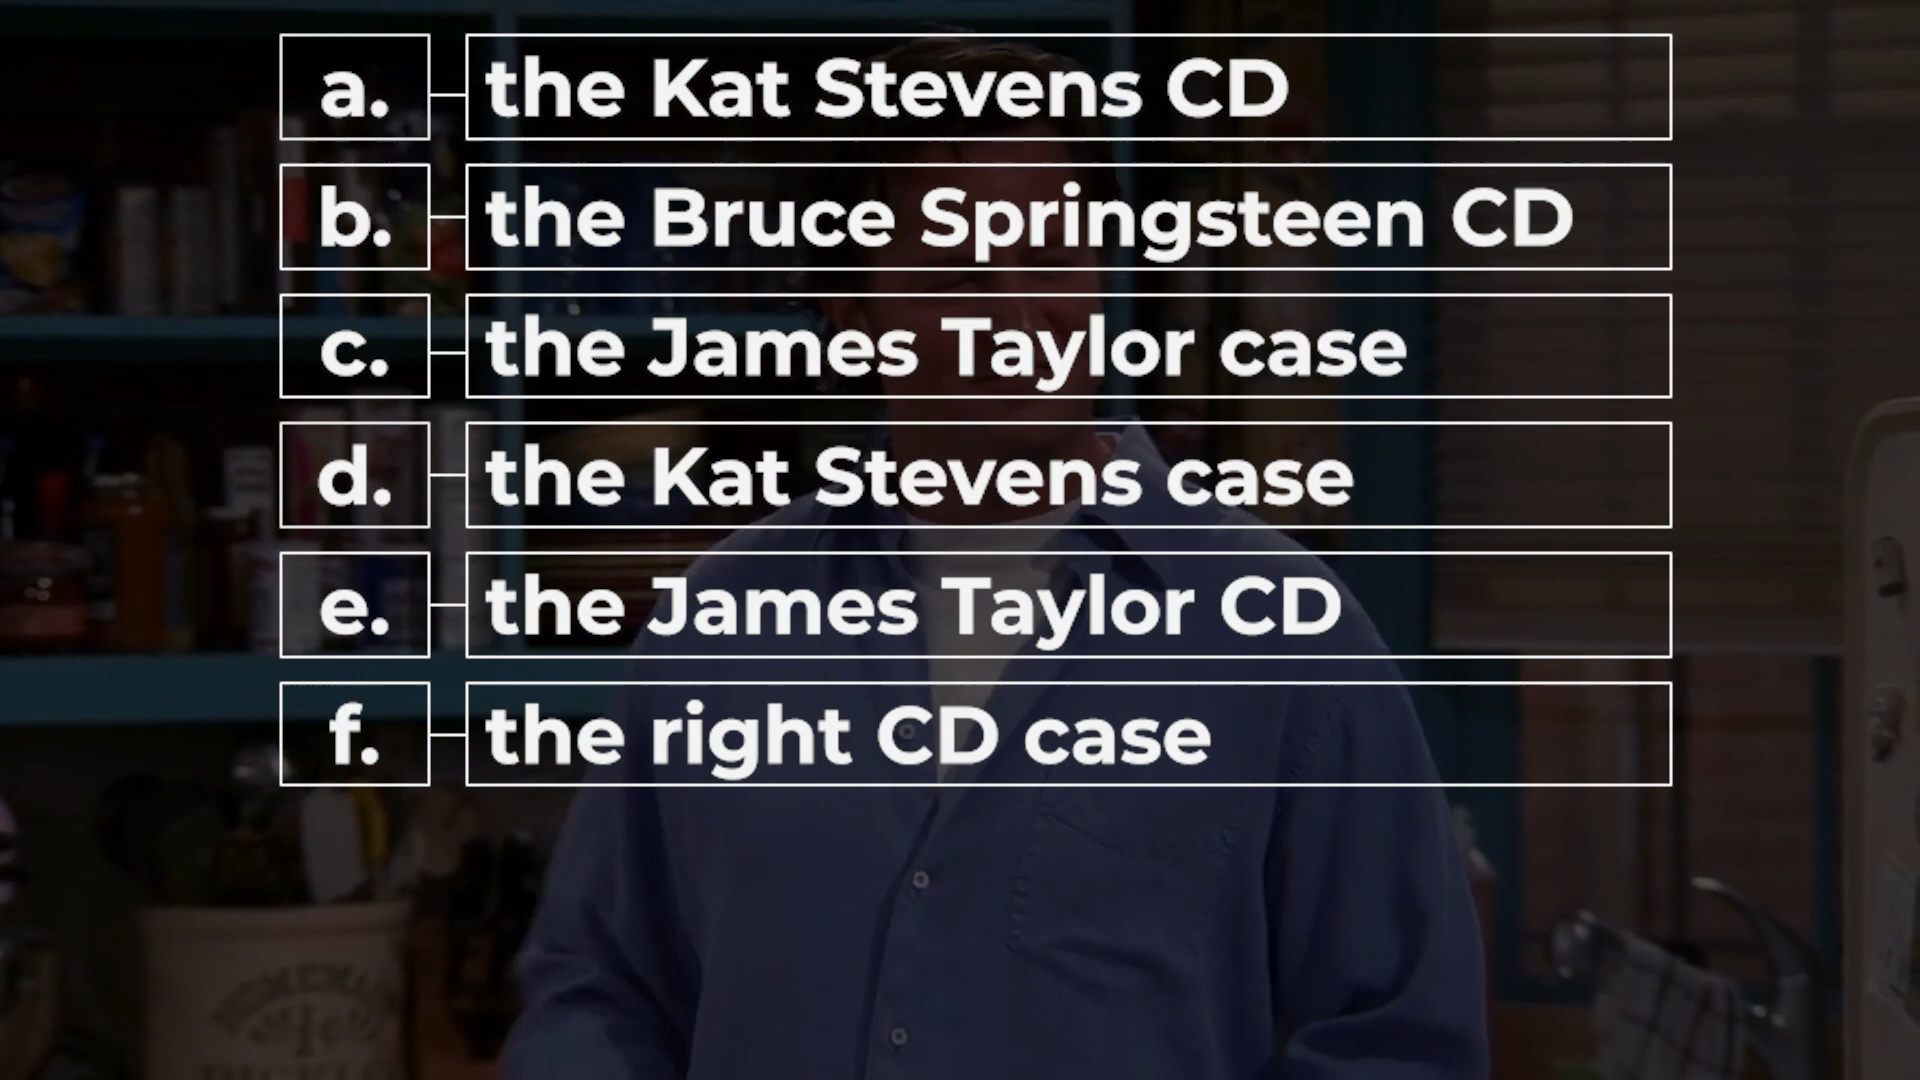 a. the Kat Stevens CD
b. the Bruce Springsteen CD
c. the James Taylor case
d. the Kat Stevens case
e. the James Taylor CD
f. the right CD case